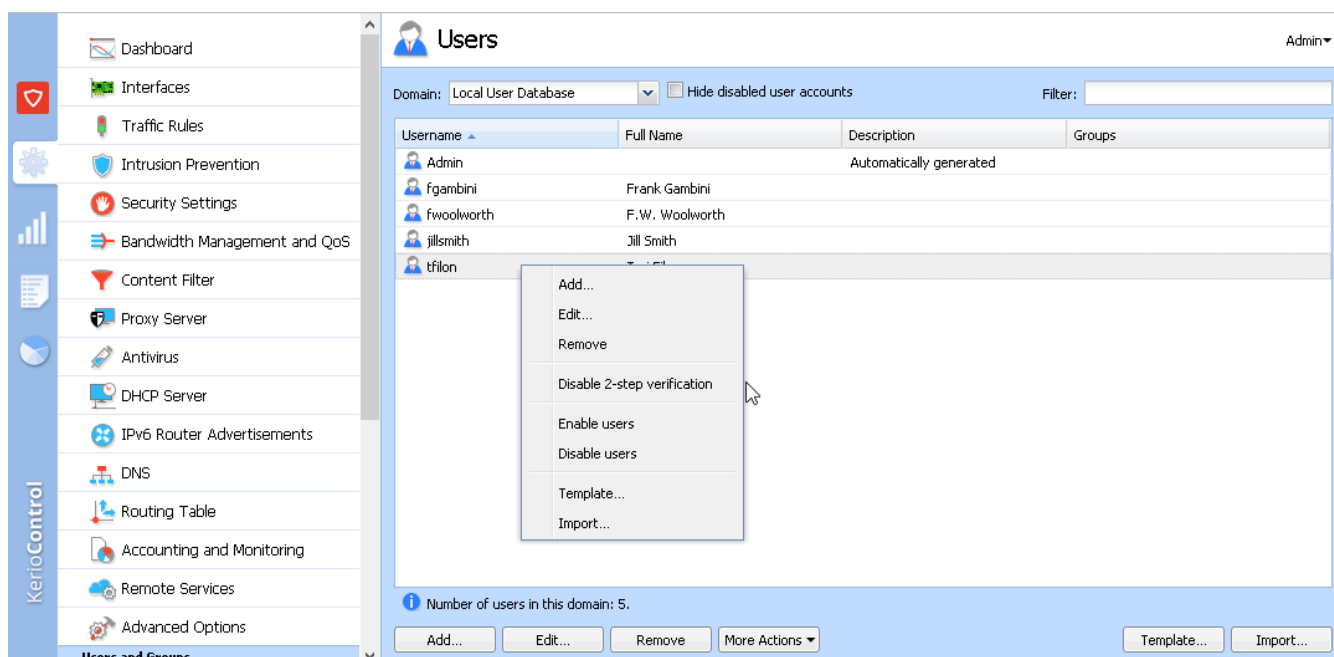 Dashboard
Interfaces
Traffic Rules
Intrusion Prevention
Security Settings
Bandwidth Management and QoS
Content Filter
Proxy Server
Antivirus
DHCP Server
IPv6 Router Advertisements
DNS
Routing Table
Accounting and Monitoring
Remote Services
Advanced Options
Users and Groups
KerioControl
Users
Admin
Domain: Local User Database Hide disabled user accounts Filter:
Username Full Name Description Groups
Admin Automatically generated
fgambini Frank Gambini
fwoolworth F.W. Woolworth
jillsmith Jill Smith
tfilon
Add...
Edit...
Remove
Disable 2-step verification
Enable users
Disable users
Template...
Import...
Number of users in this domain: 5.
Add... Edit... Remove More Actions Template... Import...